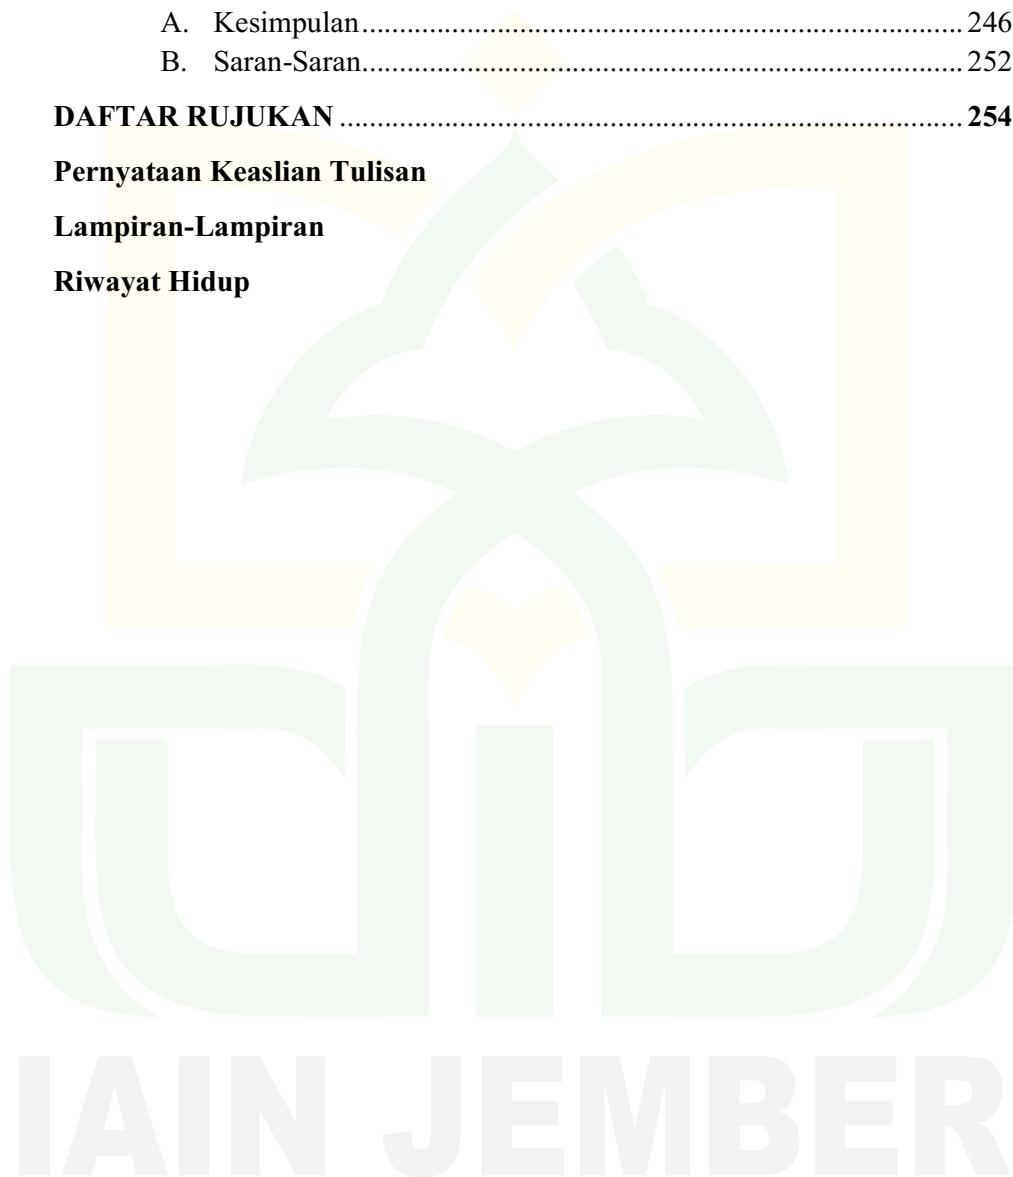 A. Kesimpulan................................................................................ 246
B. Saran-Saran................................................................................ 252
DAFTAR RUJUKAN ................................................................................... 254
Pernyataan Keaslian Tulisan
Lampiran-Lampiran
Riwayat Hidup
IAIN JEMBER